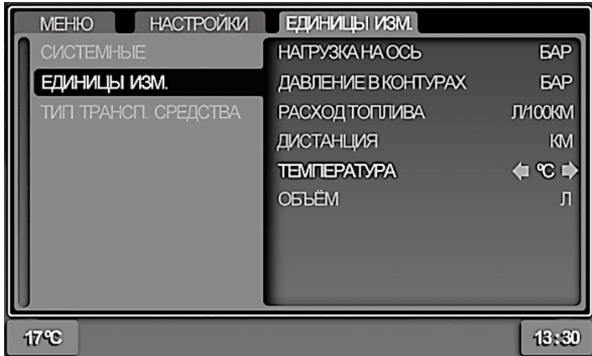 МЕНЮ НАСТРОЙКИ ЕДИНИЦЫ ИЗМ.
СИСТЕМНЫЕ
ЕДИНИЦЫ ИЗМ.
ТИП ТРАНСП. СРЕДСТВА
НАГРУЗКА НА ОСЬ БАР
ДАВЛЕНИЕ В КОНТУРАХ БАР
РАСХОД ТОПЛИВА Л/100КМ
ДИСТАНЦИЯ КМ
ТЕМПЕРАТУРА °C
ОБЪЁМ Л
17°C 13:30